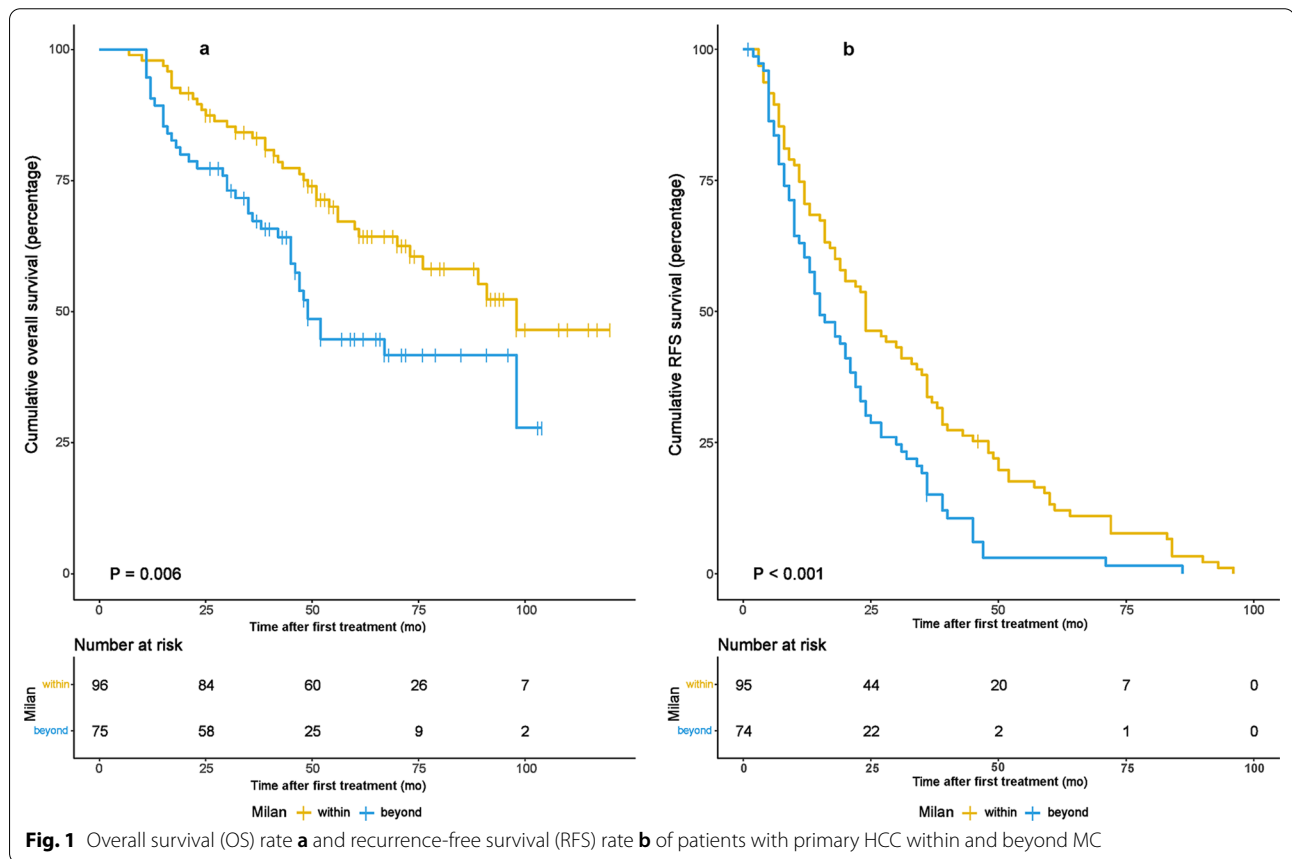 a
100
75
50
25
0
Cumulative overall survival (percentage)
P = 0.006
0 25 50 75 100
Time after first treatment (mo)
Number at risk
Milan
within 96 84 60 26 7
beyond 75 58 25 9 2
0 25 50 75 100
Time after first treatment (mo)
Milan within beyond
b
100
75
50
25
0
Cumulative RFS survival (percentage)
P < 0.001
0 25 50 75 100
Time after first treatment (mo)
Number at risk
Milan
within 95 44 20 7 0
beyond 74 22 2 1 0
0 25 50 75 100
Time after first treatment (mo)
Milan within beyond
Fig. 1 Overall survival (OS) rate a and recurrence-free survival (RFS) rate b of patients with primary HCC within and beyond MC